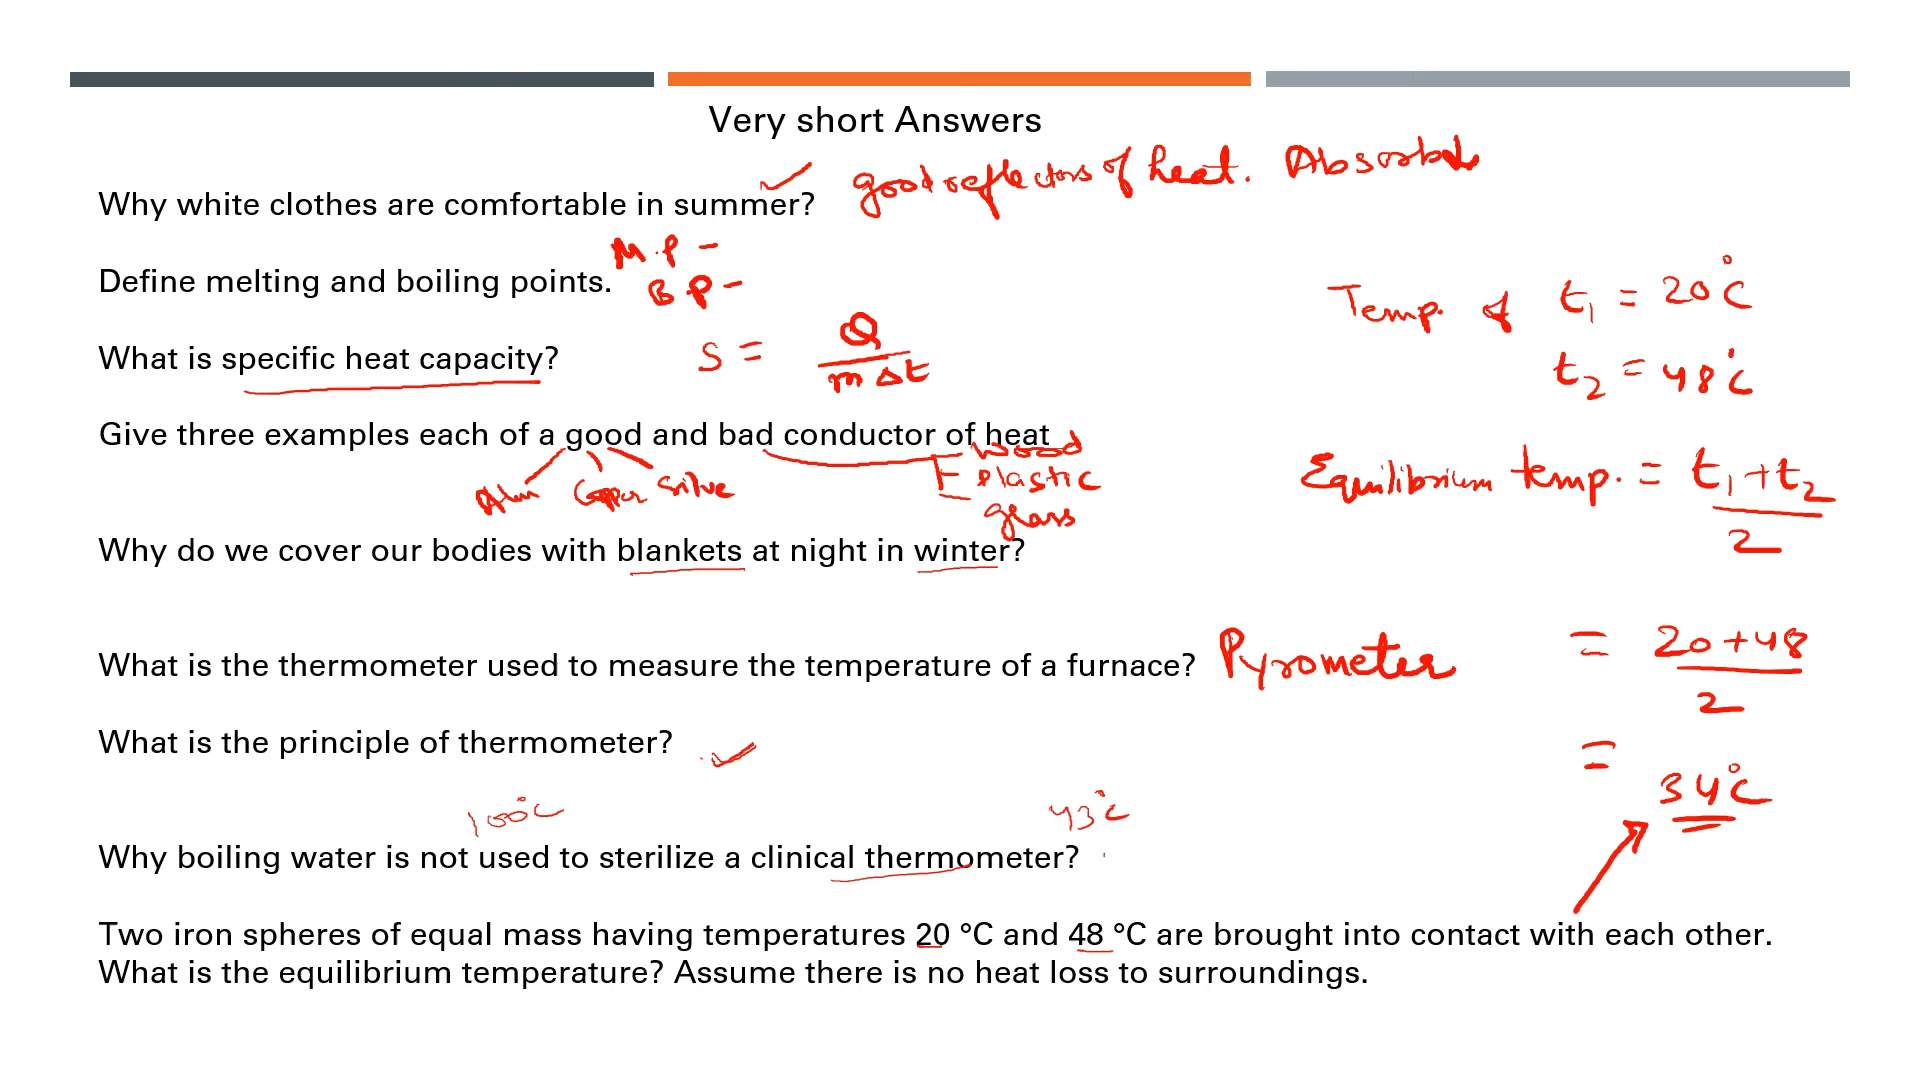 Very short Answers
good reflectors of heat. Absorb
Why white clothes are comfortable in summer?
M.P -
Define melting and boiling points.
B.P -
What is specific heat capacity?
S = Q / m Δt
Give three examples each of a good and bad conductor of heat
Alum Copper Silve
wood
plastic
glass
Why do we cover our bodies with blankets at night in winter?
What is the thermometer used to measure the temperature of a furnace? Pyrometer
What is the principle of thermometer?
100°C 43°C
Why boiling water is not used to sterilize a clinical thermometer?
Two iron spheres of equal mass having temperatures 20 °C and 48 °C are brought into contact with each other.
What is the equilibrium temperature? Assume there is no heat loss to surroundings.
Temp. of t₁ = 20°C
t₂ = 48°C
Equilibrium temp. = t₁ + t₂ / 2
= 20 + 48 / 2
= 34°C